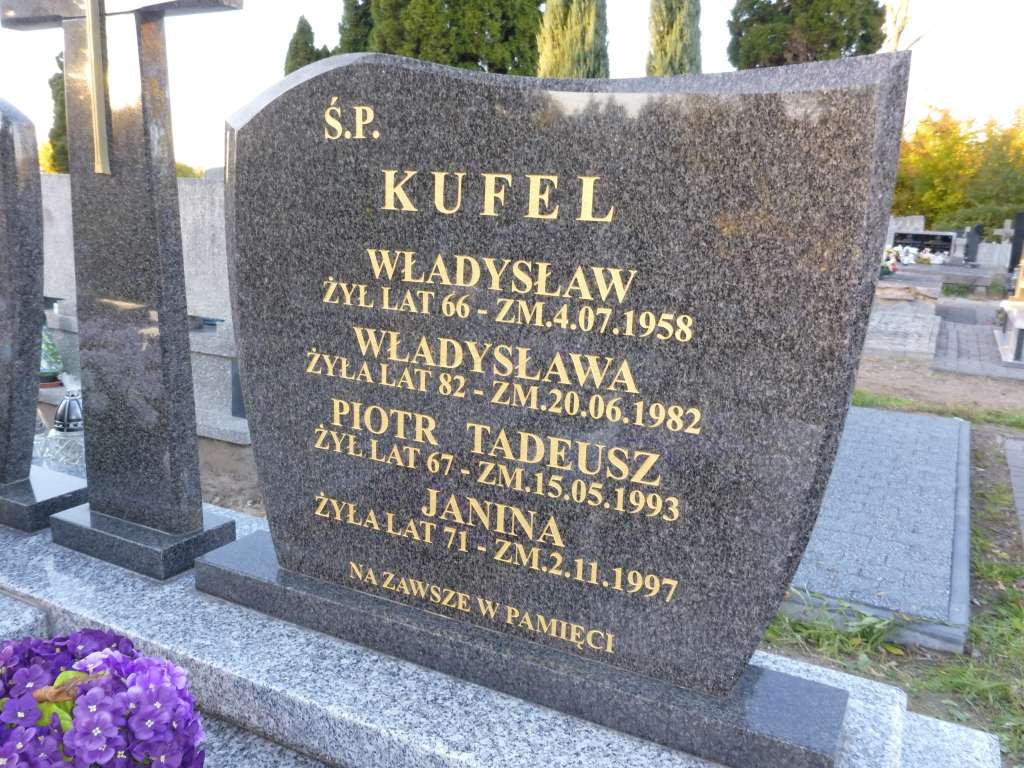 Ś.P.
KUFEL
WŁADYSŁAW
ŻYŁ LAT 66 - ZM.4.07.1958
WŁADYSŁAWA
ŻYŁA LAT 82 - ZM.20.06.1982
PIOTR TADEUSZ
ŻYŁ LAT 67 - ZM.15.05.1993
JANINA
ŻYŁA LAT 71 - ZM.2.11.1997
NA ZAWSZE W PAMIĘCI